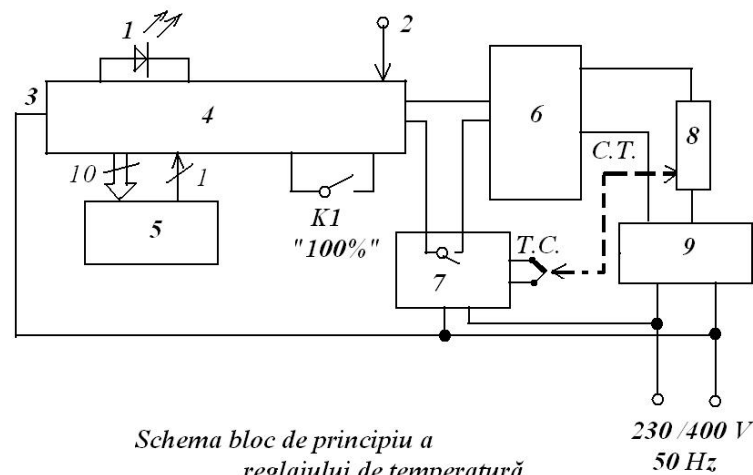 1
2
3
4
6
8
C.T.
10
1
5
K1
"100%"
T.C.
7
9
230 /400 V
50 Hz
Schema bloc de principiu a
reglajului de temperatură